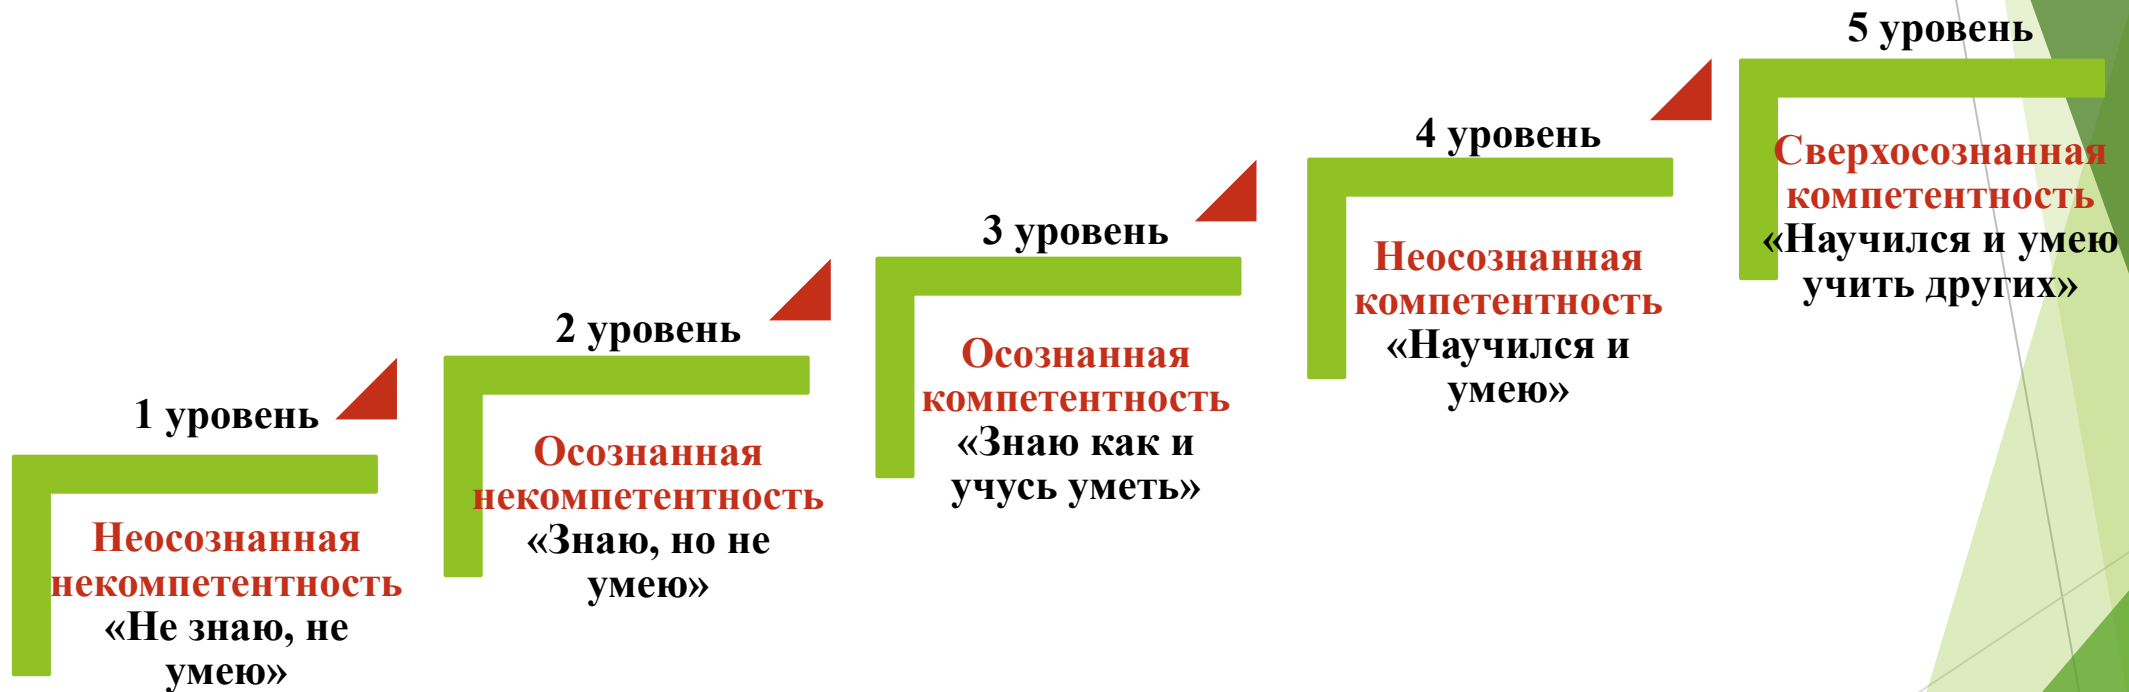 1 уровень
Неосознанная
некомпетентность
«Не знаю, не
умею»
2 уровень
Осознанная
некомпетентность
«Знаю, но не
умею»
3 уровень
Осознанная
компетентность
«Знаю как и
учусь уметь»
4 уровень
Неосознанная
компетентность
«Научился и
умею»
5 уровень
Сверхосознанная
компетентность
«Научился и умею
учить других»